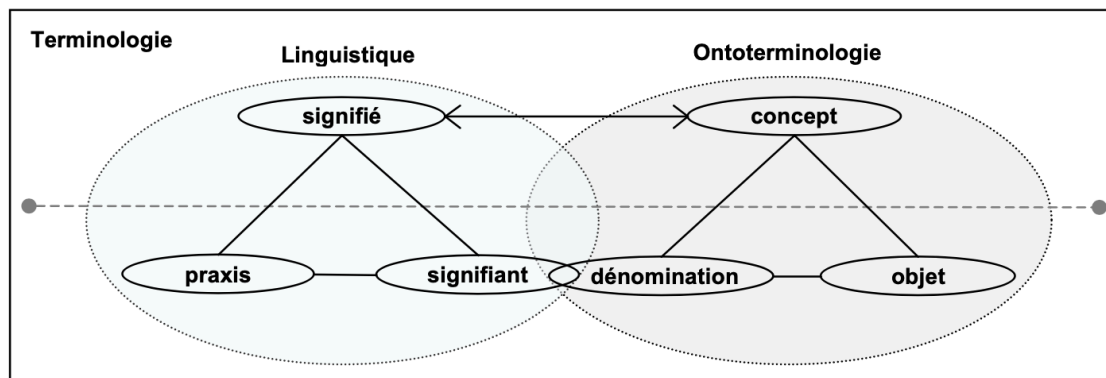 Terminologie
Linguistique
Ontoterminologie
signifié
concept
praxis
signifiant
dénomination
objet